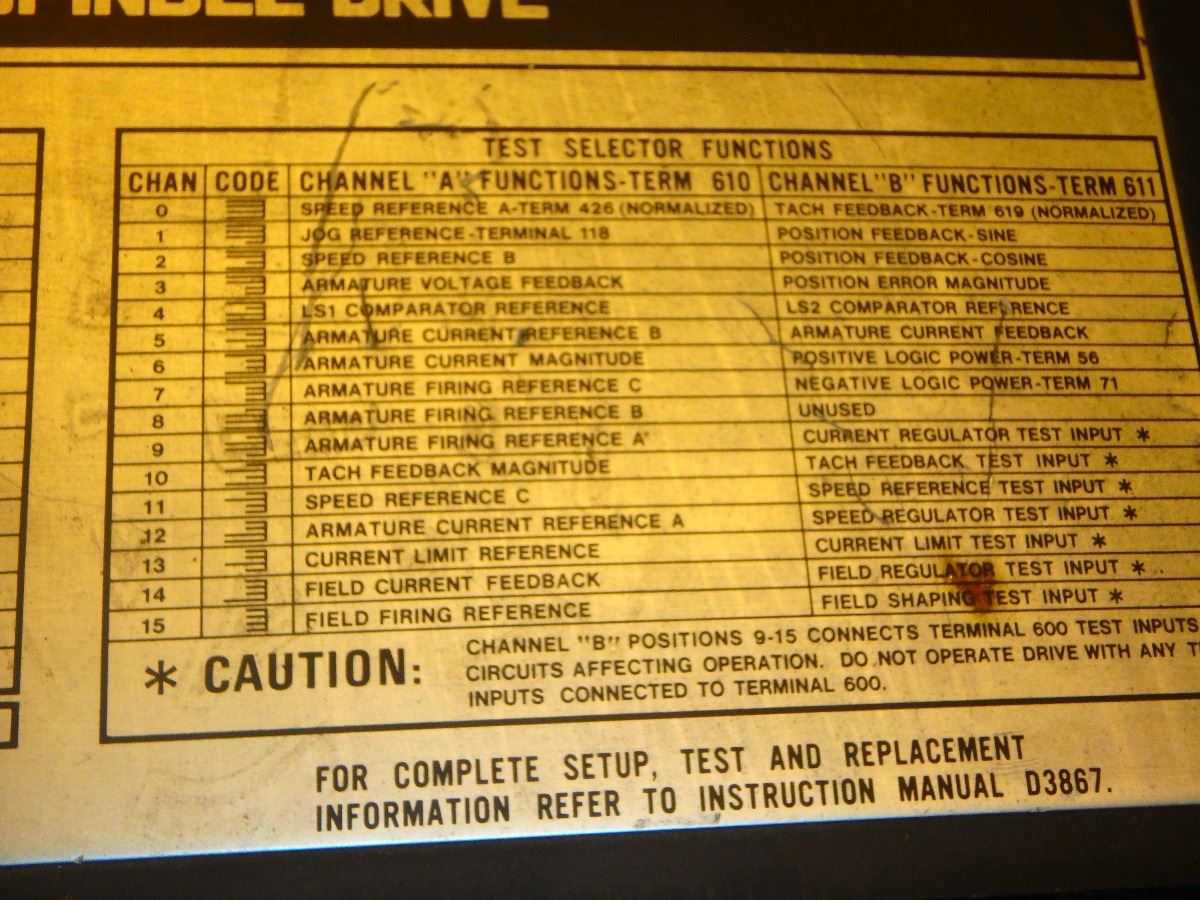 SPINDLE DRIVE
TEST SELECTOR FUNCTIONS
CHAN CODE CHANNEL "A" FUNCTIONS-TERM 610 CHANNEL "B" FUNCTIONS-TERM 611
0 SPEED REFERENCE A-TERM 426 (NORMALIZED) TACH FEEDBACK-TERM 619 (NORMALIZED)
1 JOG REFERENCE-TERMINAL 118 POSITION FEEDBACK-SINE
2 SPEED REFERENCE B POSITION FEEDBACK-COSINE
3 ARMATURE VOLTAGE FEEDBACK POSITION ERROR MAGNITUDE
4 LS1 COMPARATOR REFERENCE LS2 COMPARATOR REFERENCE
5 ARMATURE CURRENT REFERENCE B ARMATURE CURRENT FEEDBACK
6 ARMATURE CURRENT MAGNITUDE POSITIVE LOGIC POWER-TERM 56
7 ARMATURE FIRING REFERENCE C NEGATIVE LOGIC POWER-TERM 71
8 ARMATURE FIRING REFERENCE B UNUSED
9 ARMATURE FIRING REFERENCE A CURRENT REGULATOR TEST INPUT *
10 TACH FEEDBACK MAGNITUDE TACH FEEDBACK TEST INPUT *
11 SPEED REFERENCE C SPEED REFERENCE TEST INPUT *
12 ARMATURE CURRENT REFERENCE A SPEED REGULATOR TEST INPUT *
13 CURRENT LIMIT REFERENCE CURRENT LIMIT TEST INPUT *
14 FIELD CURRENT FEEDBACK FIELD REGULATOR TEST INPUT *
15 FIELD FIRING REFERENCE FIELD SHAPING TEST INPUT *
* CAUTION: CHANNEL "B" POSITIONS 9-15 CONNECTS TERMINAL 600 TEST INPUTS
CIRCUITS AFFECTING OPERATION. DO NOT OPERATE DRIVE WITH ANY
INPUTS CONNECTED TO TERMINAL 600.
FOR COMPLETE SETUP, TEST AND REPLACEMENT
INFORMATION REFER TO INSTRUCTION MANUAL D3867.